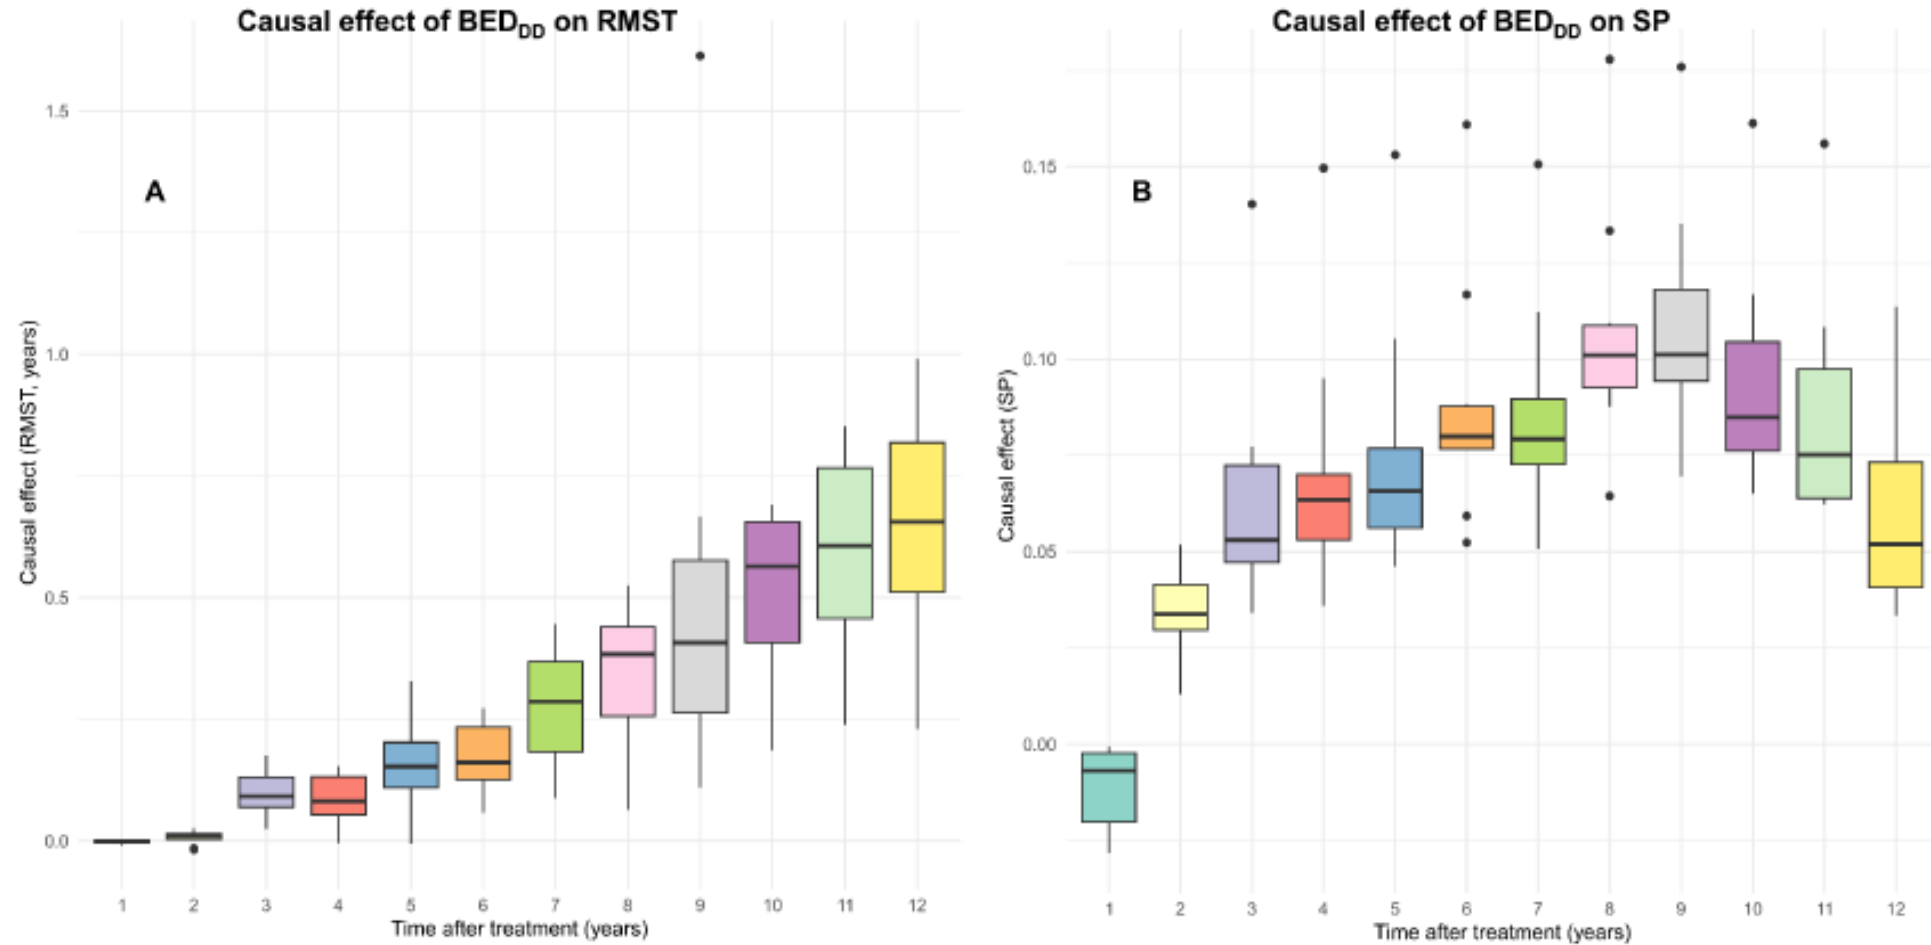 Causal effect of BED_DD on RMST
A
Causal effect (RMST, years)
1.5
1.0
0.5
0.0
1 2 3 4 5 6 7 8 9 10 11 12
Time after treatment (years)
Causal effect of BED_DD on SP
B
Causal effect (SP)
0.15
0.10
0.05
0.00
1 2 3 4 5 6 7 8 9 10 11 12
Time after treatment (years)